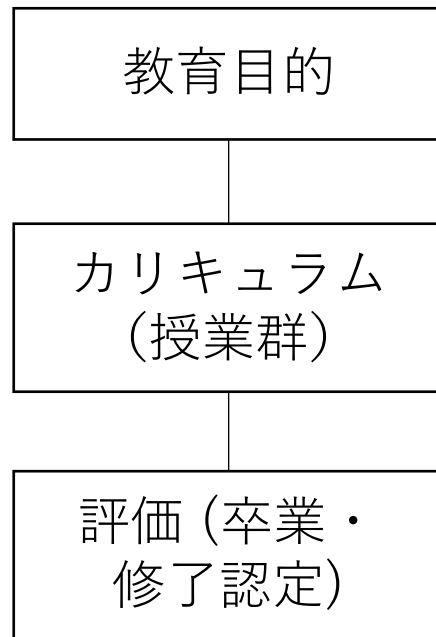 教育目的
カリキュラム
（授業群）
評価（卒業・
修了認定）